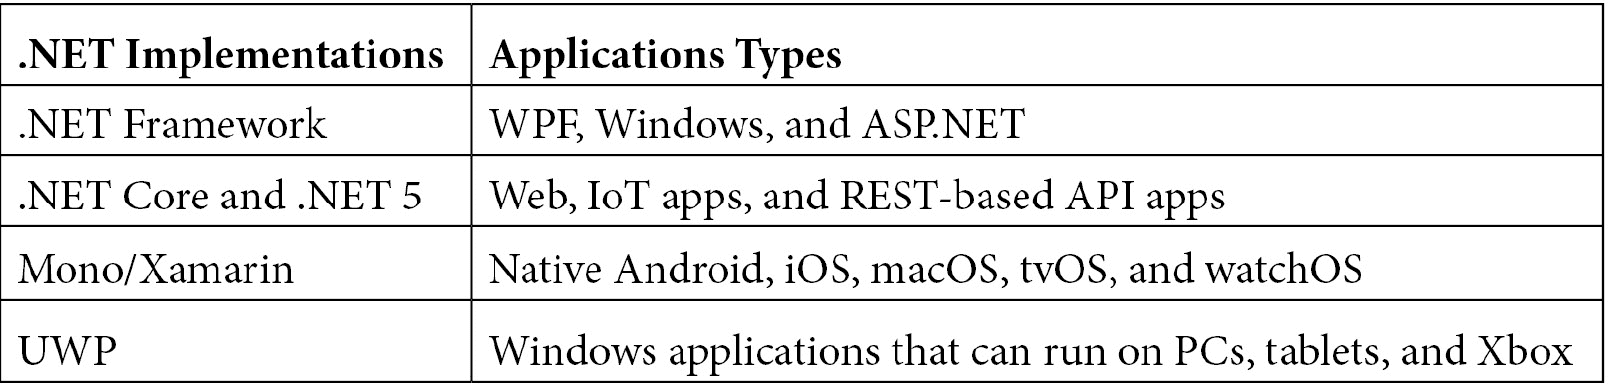 .NET Implementations Applications Types
.NET Framework WPF, Windows, and ASP.NET
.NET Core and .NET 5 Web, IoT apps, and REST-based API apps
Mono/Xamarin Native Android, iOS, macOS, tvOS, and watchOS
UWP Windows applications that can run on PCs, tablets, and Xbox